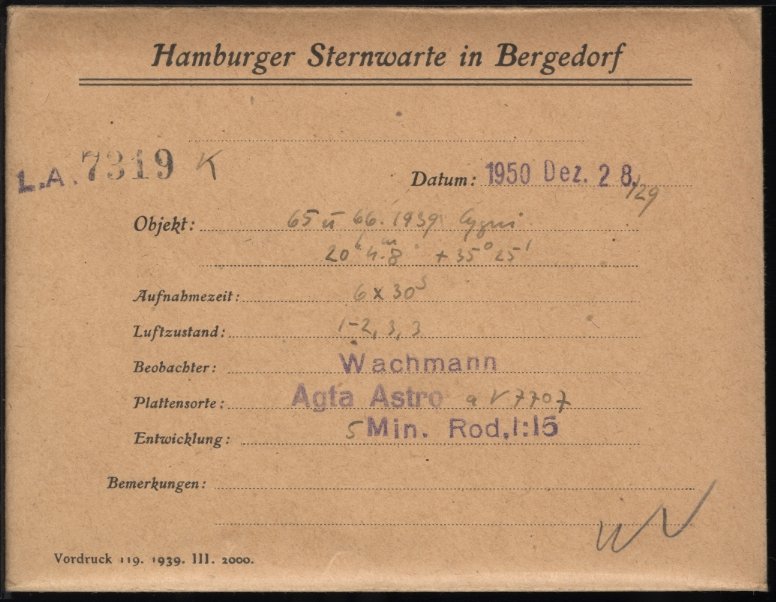 Hamburger Sternwarte in Bergedorf
L.A. 7319 K
Datum: 1950 Dez. 28./29
Objekt: 65 u 66.1939 Cygni
20ʰ 4.ᵐ8 +35° 25'
Aufnahmezeit: 6 x 30ˢ
Luftzustand: 1-2, 3, 3
Beobachter: Wachmann
Plattensorte: Agfa Astro a V 7707
Entwicklung: 5 Min. Rod. 1:15
Bemerkungen:
Vordruck 119. 1939. III. 2000.